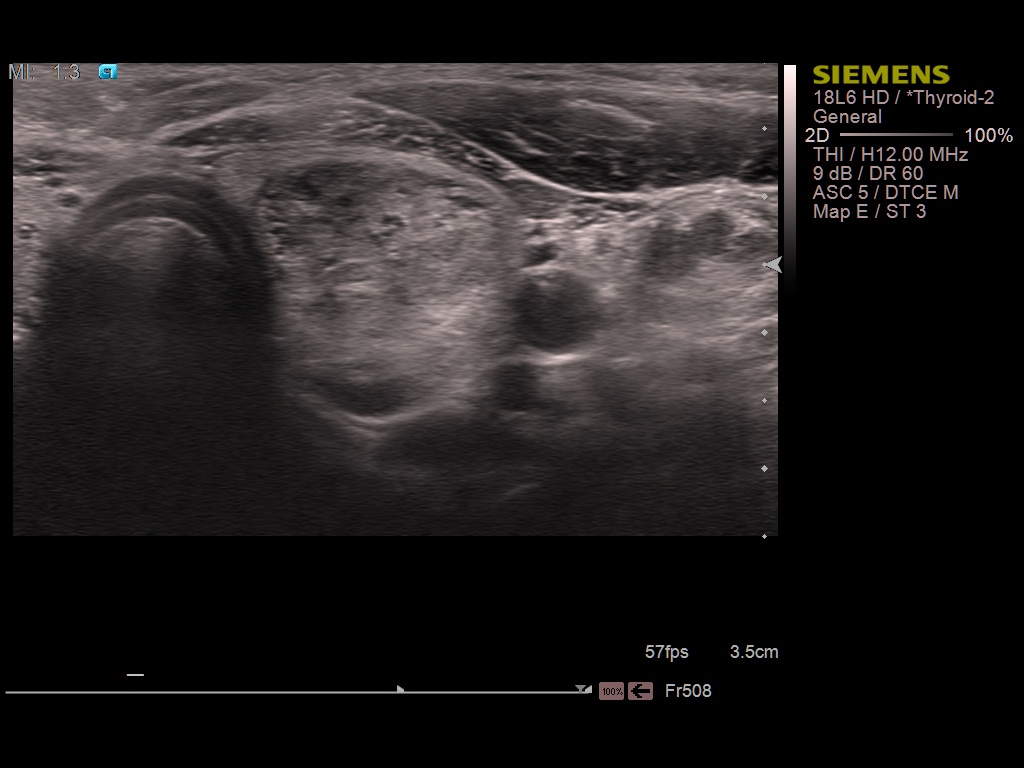 MI: 1.3
SIEMENS
18L6 HD / *Thyroid-2
General
2D 100%
THI / H12.00 MHz
9 dB / DR 60
ASC 5 / DTCE M
Map E / ST 3
57fps 3.5cm
100% Fr508